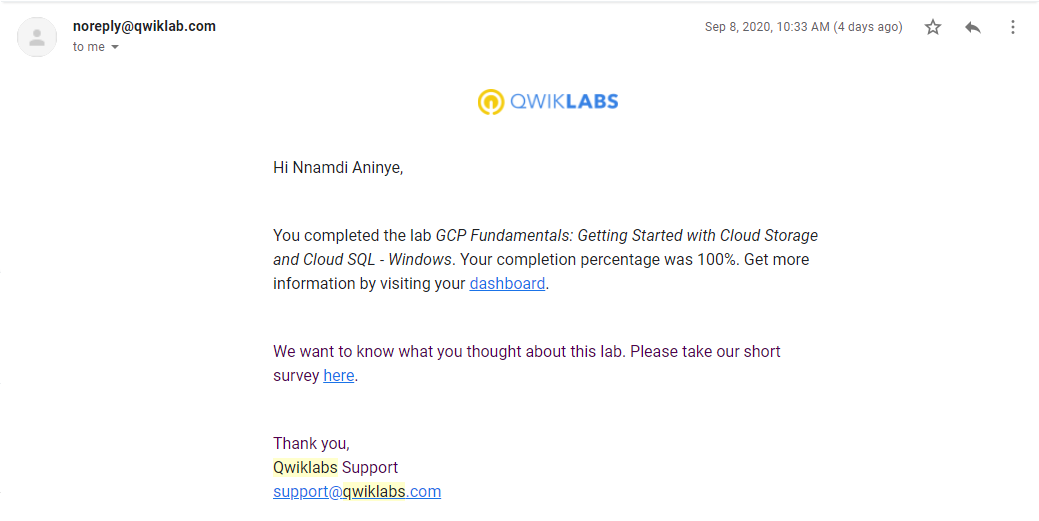 noreply@qwiklab.com
Sep 8, 2020, 10:33 AM (4 days ago)
to me
QWIKLABS
Hi Nnamdi Aninye,
You completed the lab GCP Fundamentals: Getting Started with Cloud Storage
and Cloud SQL - Windows. Your completion percentage was 100%. Get more
information by visiting your dashboard.
We want to know what you thought about this lab. Please take our short
survey here.
Thank you,
Qwiklabs Support
support@qwiklabs.com